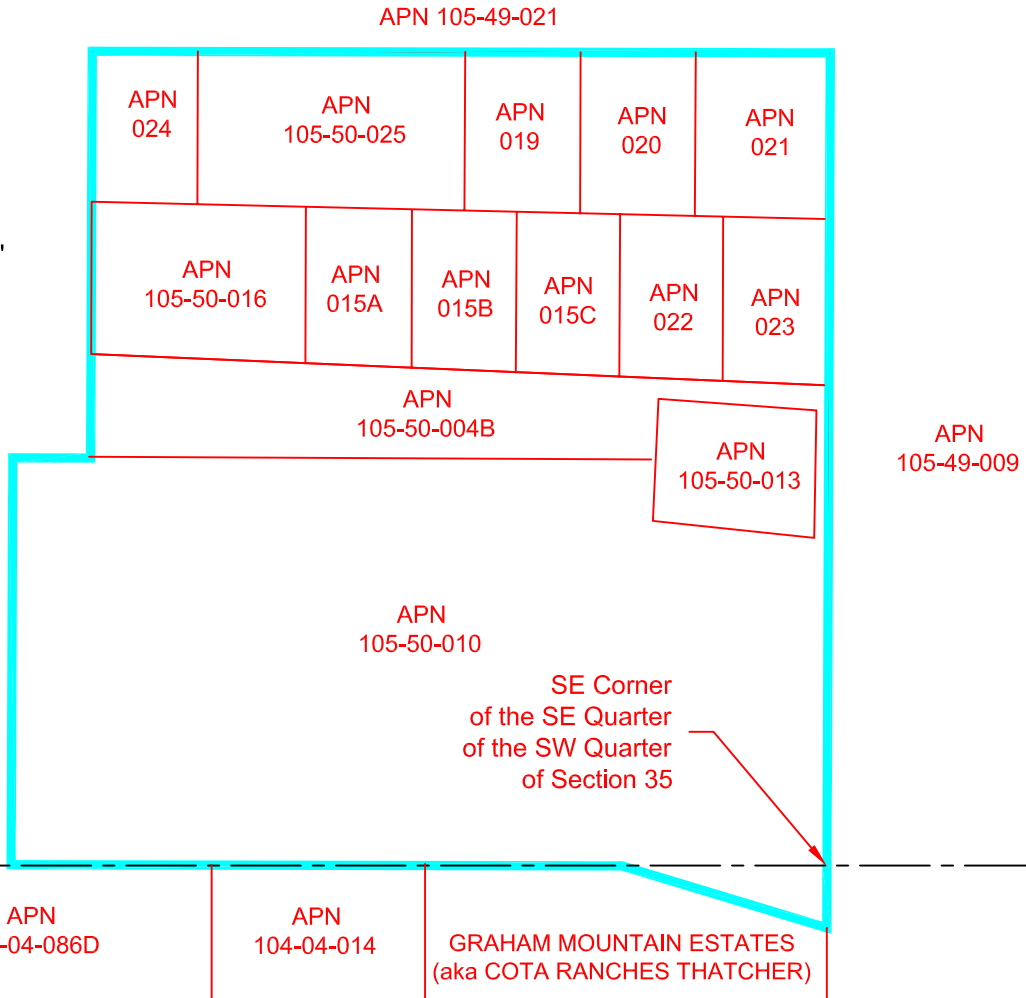 APN 105-49-021
APN
024
APN
105-50-025
APN
019
APN
020
APN
021
'
APN
105-50-016
APN
015A
APN
015B
APN
015C
APN
022
APN
023
APN
105-50-004B
APN
105-50-013
APN
105-49-009
APN
105-50-010
SE Corner
of the SE Quarter
of the SW Quarter
of Section 35
APN
-04-086D
APN
104-04-014
GRAHAM MOUNTAIN ESTATES
(aka COTA RANCHES THATCHER)